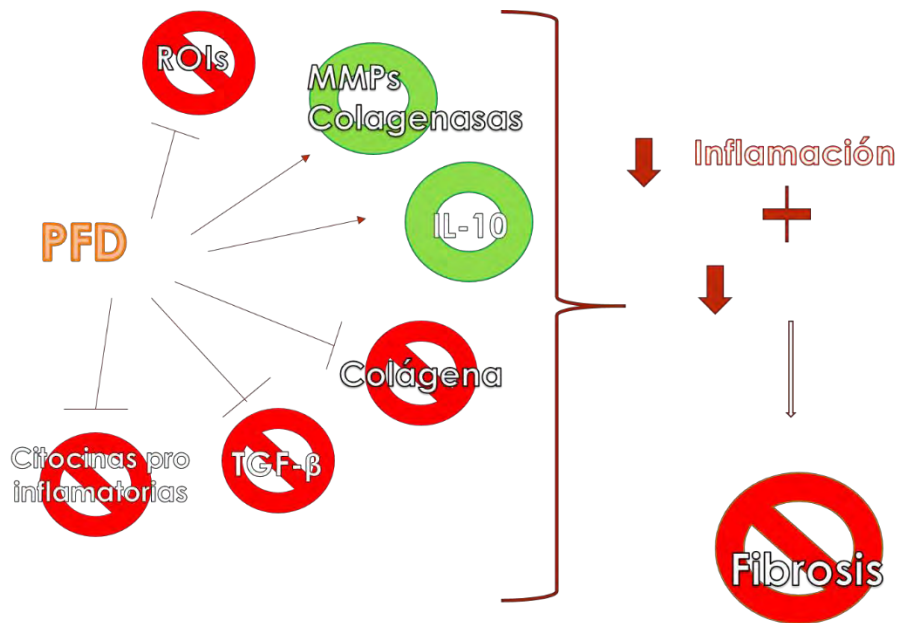 ROIs
MMPs
Colagenasas
IL-10
PFD
Colágena
TGF-β
Citocinas pro
inflamatorias
Inflamación
Fibrosis